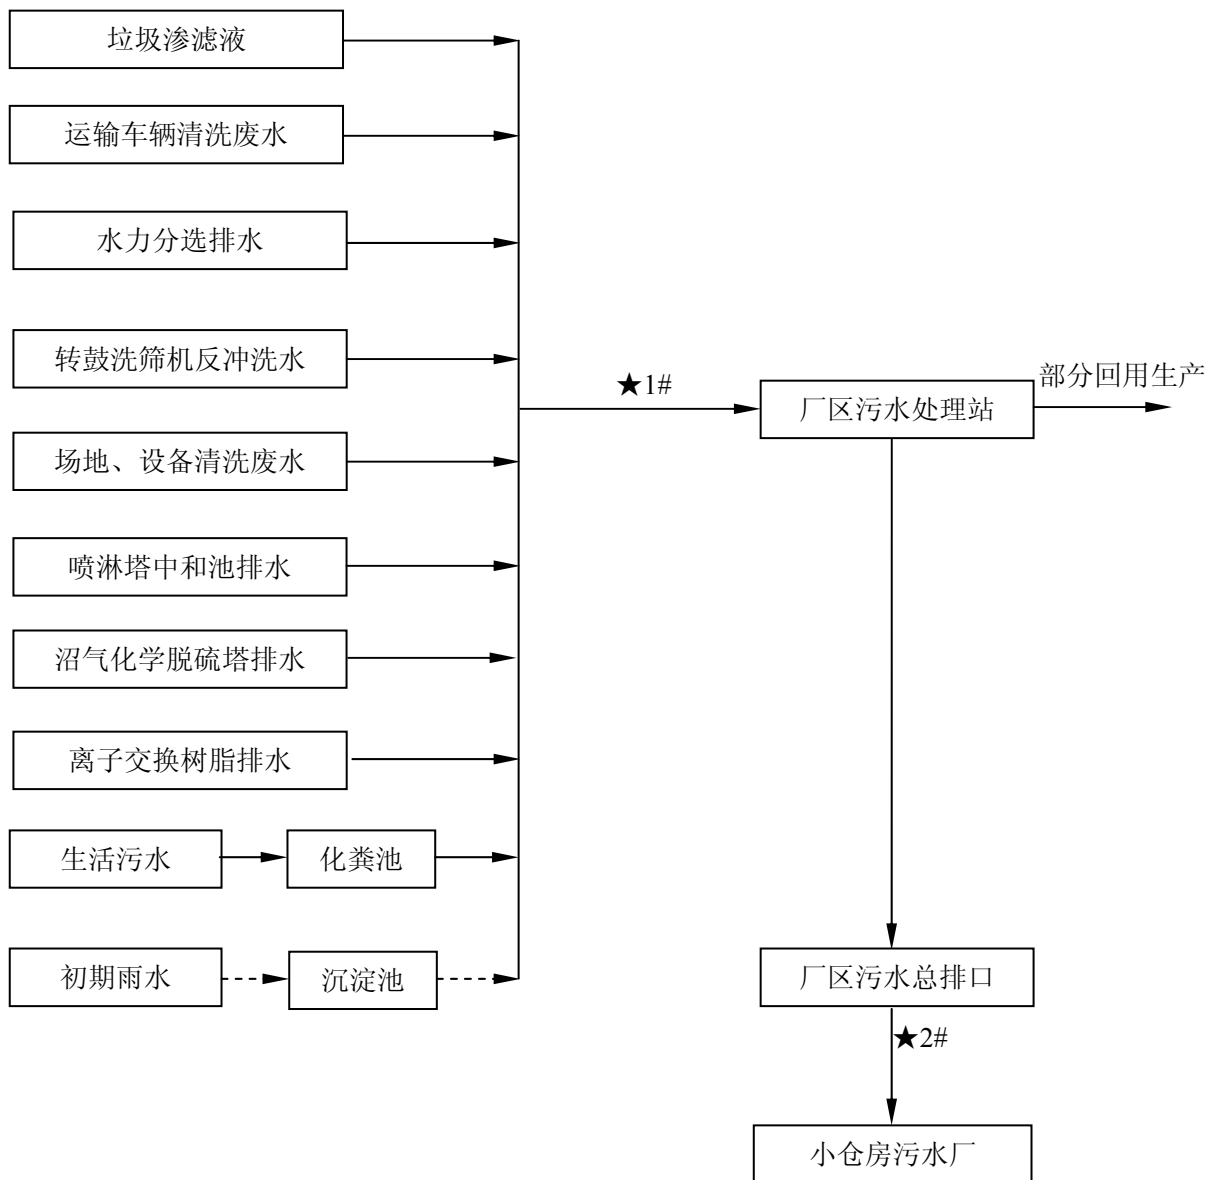 垃圾渗滤液
运输车辆清洗废水
水力分选排水
转鼓洗筛机反冲洗水
部分回用生产
★1#
厂区污水处理站
场地、设备清洗废水
喷淋塔中和池排水
沼气化学脱硫塔排水
离子交换树脂排水
生活污水
化粪池
初期雨水
沉淀池
厂区污水总排口
★2#
小仓房污水厂